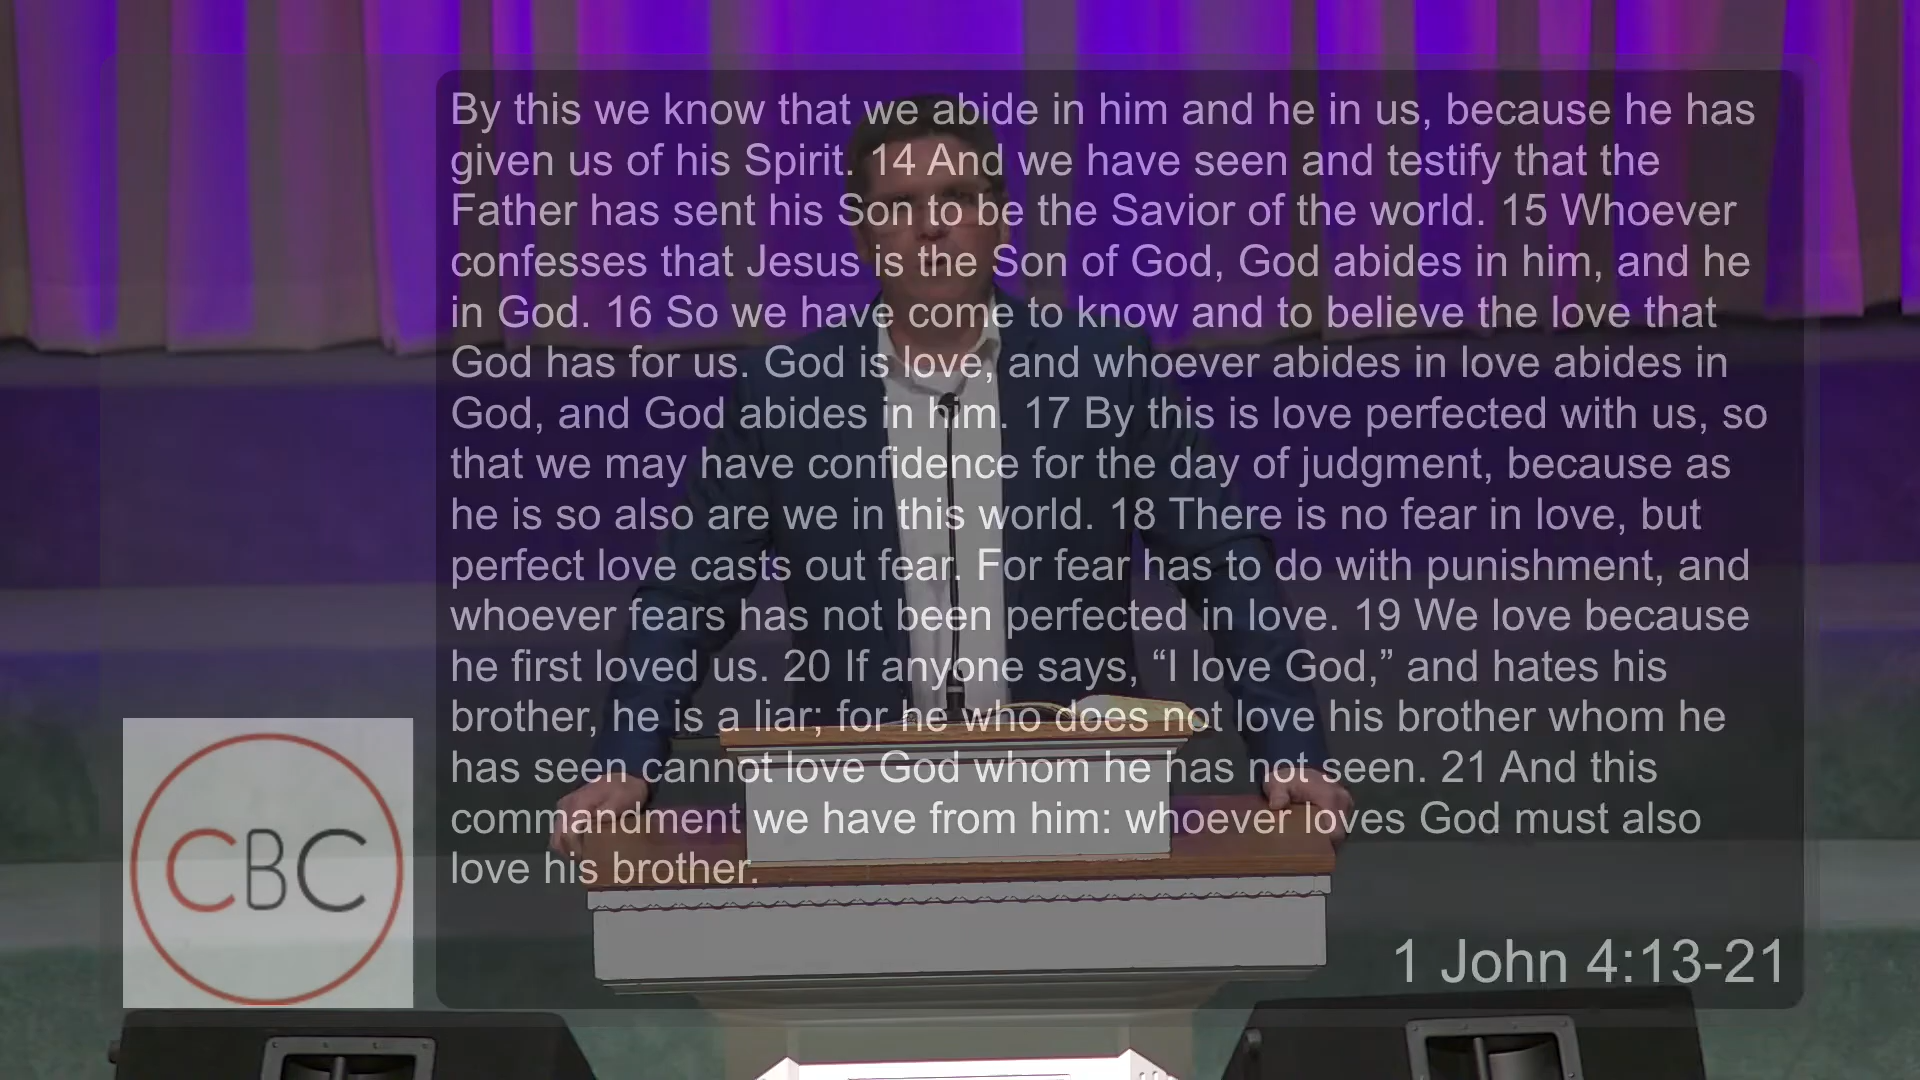 By this we know that we abide in him and he in us, because he has
given us of his Spirit. 14 And we have seen and testify that the
Father has sent his Son to be the Savior of the world. 15 Whoever
confesses that Jesus is the Son of God, God abides in him, and he
in God. 16 So we have come to know and to believe the love that
God has for us. God is love, and whoever abides in love abides in
God, and God abides in him. 17 By this is love perfected with us, so
that we may have confidence for the day of judgment, because as
he is so also are we in this world. 18 There is no fear in love, but
perfect love casts out fear. For fear has to do with punishment, and
whoever fears has not been perfected in love. 19 We love because
he first loved us. 20 If anyone says, “I love God,” and hates his
brother, he is a liar; for he who does not love his brother whom he
has seen cannot love God whom he has not seen. 21 And this
commandment we have from him: whoever loves God must also
love his brother.
CBC
1 John 4:13-21